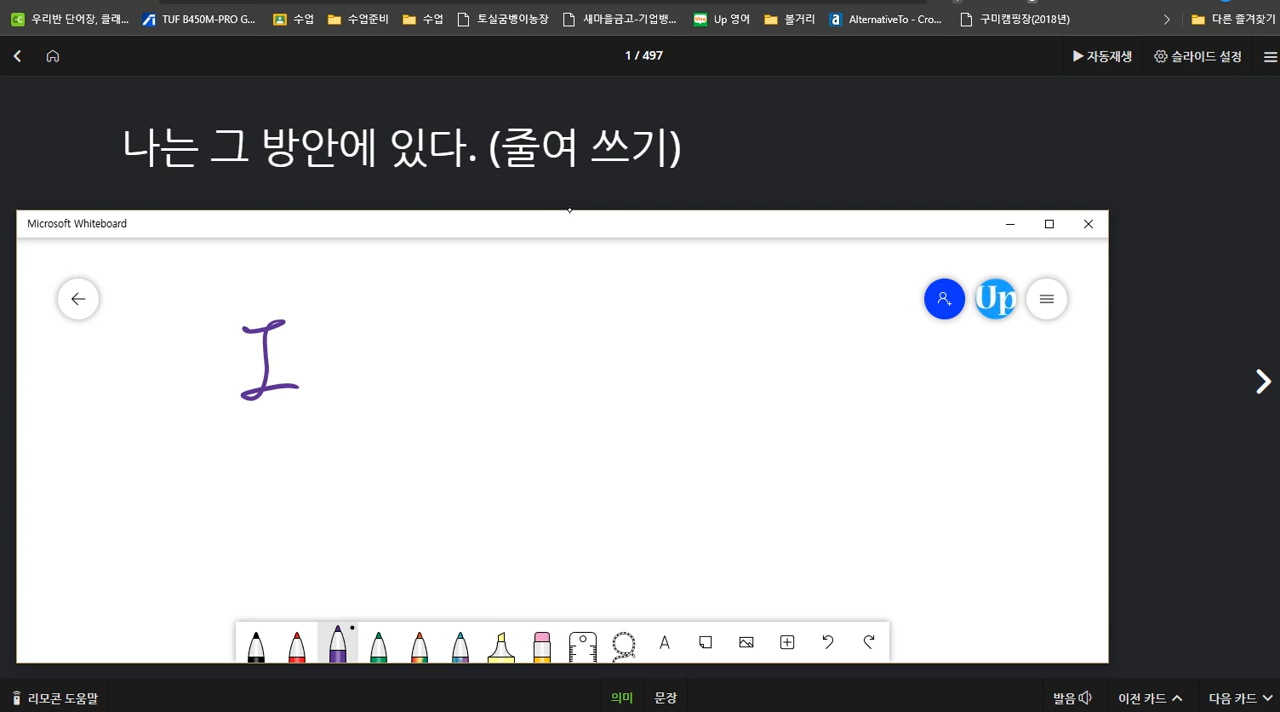 우리반 단어장, 클래... TUF B450M-PRO G... 수업 수업준비 수업 토실굼벵이농장 새마을금고-기업뱅... Up 영어 볼거리 AlternativeTo - Cro... 구미캠핑장(2018년) 다른 즐겨찾기
1 / 497 자동재생 슬라이드 설정
나는 그 방안에 있다. (줄여 쓰기)
Microsoft Whiteboard
Up
I
A
리모콘 도움말 의미 문장 발음 이전 카드 다음 카드